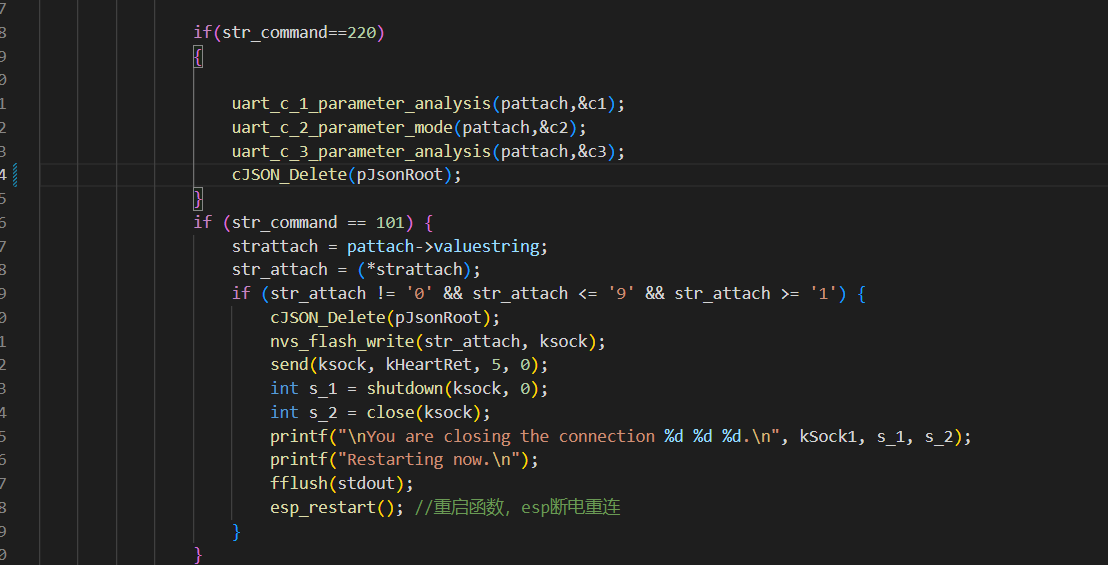 7
8 if(str_command==220)
9 {
0
1 uart_c_1_parameter_analysis(pattach,&c1);
2 uart_c_2_parameter_mode(pattach,&c2);
3 uart_c_3_parameter_analysis(pattach,&c3);
4 cJSON_Delete(pJsonRoot);
5 }
6 if (str_command == 101) {
7 strattach = pattach->valuestring;
8 str_attach = (*strattach);
9 if (str_attach != '0' && str_attach <= '9' && str_attach >= '1') {
0 cJSON_Delete(pJsonRoot);
1 nvs_flash_write(str_attach, ksock);
2 send(ksock, kHeartRet, 5, 0);
3 int s_1 = shutdown(ksock, 0);
4 int s_2 = close(ksock);
5 printf("\nYou are closing the connection %d %d %d.\n", kSock1, s_1, s_2);
6 printf("Restarting now.\n");
7 fflush(stdout);
8 esp_restart(); //重启函数，esp断电重连
9 }
0 }